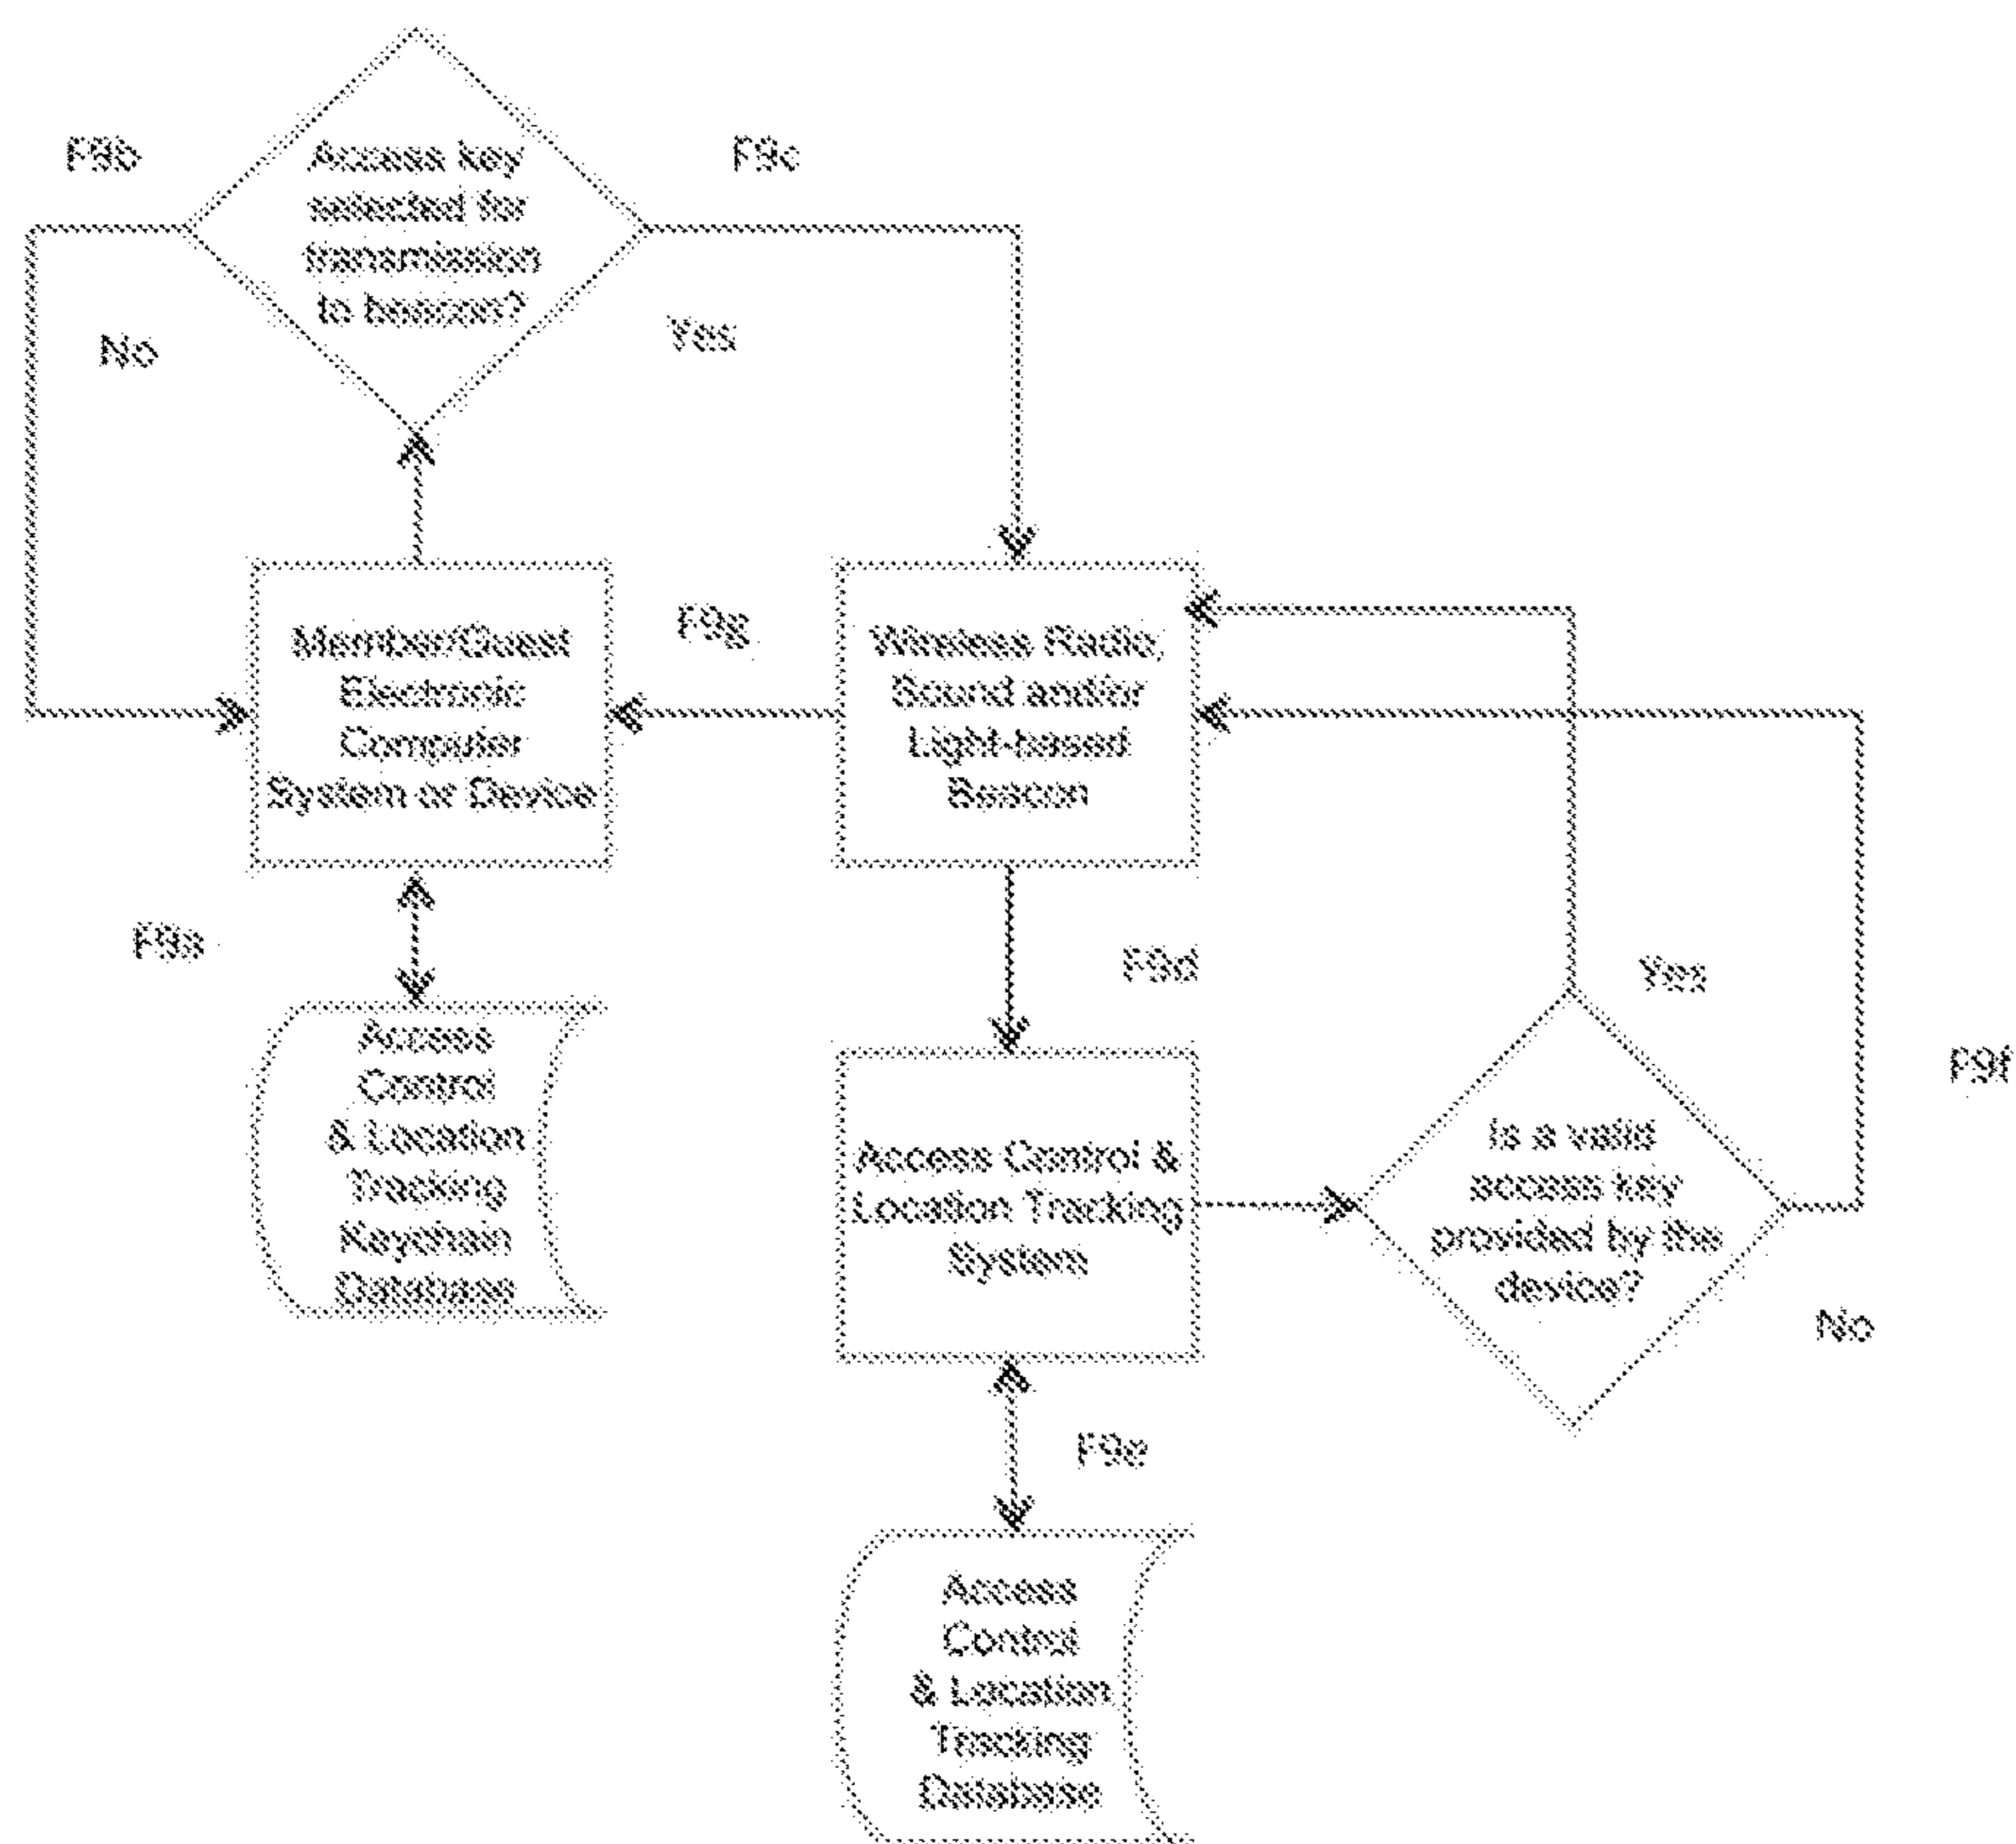 F9b
Access key
selected for
transmission
to beacon?
F9c
No
Yes
Member/Guest
Electronic
Computer
System or Device
F9g
Wireless Radio,
Sound and/or
Light-based
Beacon
F9a
F9d
Access
Control
& Location
Tracking
Keychain
Database
Yes
F9f
Access Control &
Location Tracking
System
Is a valid
access key
provided by the
device?
No
F9e
Access
Control
& Location
Tracking
Database